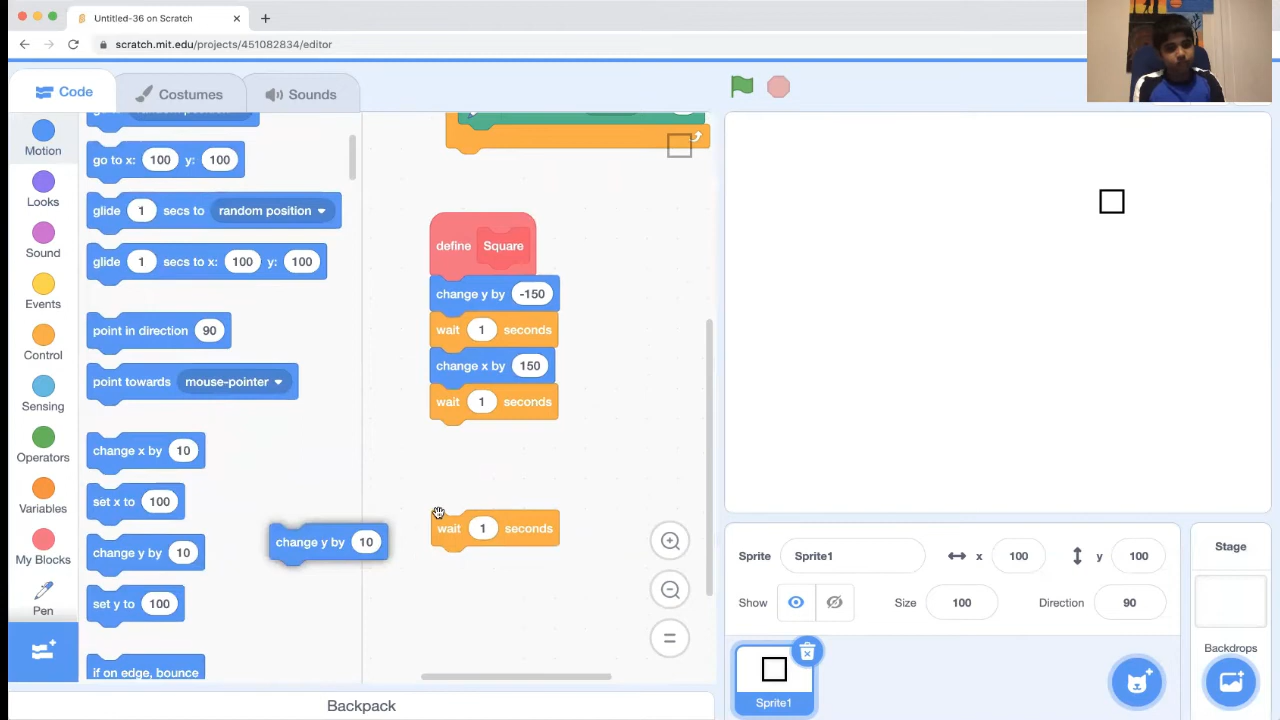 Untitled-36 on Scratch
scratch.mit.edu/projects/451082834/editor
Code
Costumes
Sounds
Motion
Looks
Sound
Events
Control
Sensing
Operators
Variables
My Blocks
Pen
go to x: 100 y: 100
glide 1 secs to random position
glide 1 secs to x: 100 y: 100
point in direction 90
point towards mouse-pointer
change x by 10
set x to 100
change y by 10
set y to 100
if on edge, bounce
change y by 10
define Square
change y by -150
wait 1 seconds
change x by 150
wait 1 seconds
wait 1 seconds
Backpack
Sprite Sprite1 x 100 y 100
Show Size 100 Direction 90
Sprite1
Stage
Backdrops